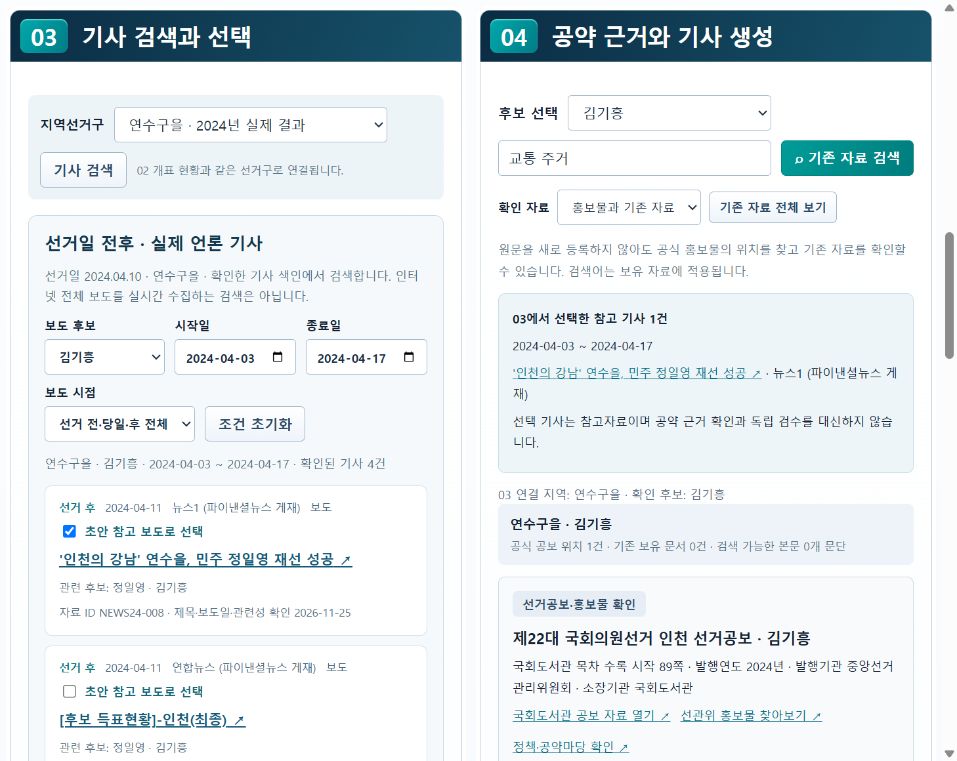 03 기사 검색과 선택
지역선거구 연수구을 · 2024년 실제 결과
기사 검색 02 개표 현황과 같은 선거구로 연결됩니다.
선거일 전후 · 실제 언론 기사
선거일 2024.04.10 · 연수구을 · 확인한 기사 색인에서 검색합니다. 인터
넷 전체 보도를 실시간 수집하는 검색은 아닙니다.
보도 후보 시작일 종료일
김기흥 2024-04-03 2024-04-17
보도 시점
선거 전·당일·후 전체 조건 초기화
연수구을 · 김기흥 · 2024-04-03 ~ 2024-04-17 · 확인된 기사 4건
선거 후 2024-04-11 뉴스1 (파이낸셜뉴스 게재) 보도
초안 참고 보도로 선택
'인천의 강남' 연수을, 민주 정일영 재선 성공 ↗
관련 후보: 정일영 · 김기흥
자료 ID NEWS24-008 · 제목·보도일·관련성 확인 2026-11-25
선거 후 2024-04-11 연합뉴스 (파이낸셜뉴스 게재) 보도
초안 참고 보도로 선택
[후보 득표현황]-인천(최종) ↗
관련 후보: 정일영 · 김기흥
04 공약 근거와 기사 생성
후보 선택 김기흥
교통 주거 ⌕ 기존 자료 검색
확인 자료 홍보물과 기존 자료 기존 자료 전체 보기
원문을 새로 등록하지 않아도 공식 홍보물의 위치를 찾고 기존 자료를 확인할
수 있습니다. 검색어는 보유 자료에 적용됩니다.
03에서 선택한 참고 기사 1건
2024-04-03 ~ 2024-04-17
'인천의 강남' 연수을, 민주 정일영 재선 성공 ↗ · 뉴스1 (파이낸셜뉴스 게
재)
선택 기사는 참고자료이며 공약 근거 확인과 독립 검수를 대신하지 않습
니다.
03 연결 지역: 연수구을 · 확인 후보: 김기흥
연수구을 · 김기흥
공식 공보 위치 1건 · 기존 보유 문서 0건 · 검색 가능한 본문 0개 문단
선거공보·홍보물 확인
제22대 국회의원선거 인천 선거공보 · 김기흥
국회도서관 목차 수록 시작 89쪽 · 발행연도 2024년 · 발행기관 중앙선거
관리위원회 · 소장기관 국회도서관
국회도서관 공보 자료 열기 ↗ 선관위 홍보물 찾아보기 ↗
정책·공약마당 확인 ↗